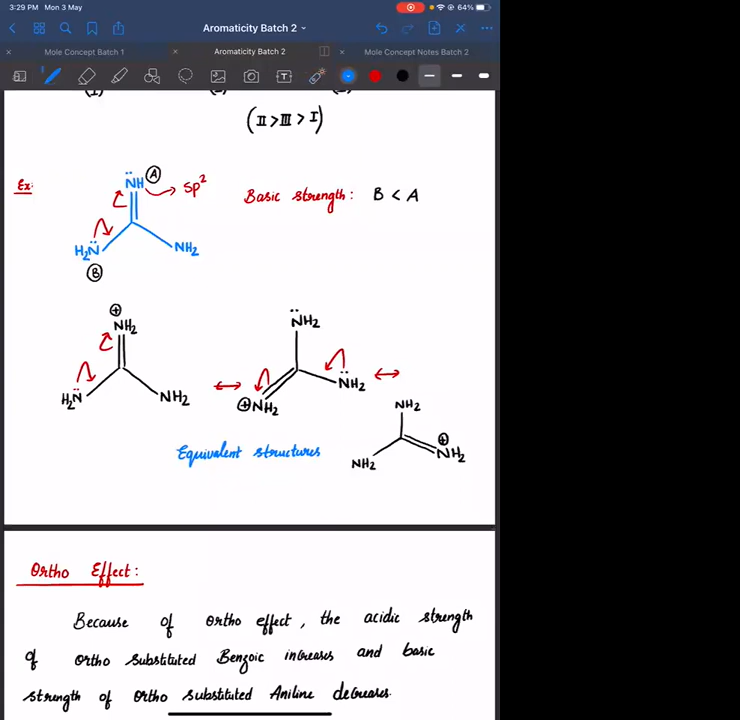 3:29 PM Mon 3 May
64%
Aromaticity Batch 2
Mole Concept Batch 1
Aromaticity Batch 2
Mole Concept Notes Batch 2
(II > III > I)
Ex:
NH
A
sp²
Basic strength: B < A
H₂N
NH₂
B
⊕
NH₂
H₂N
NH₂
NH₂
NH₂
⊕NH₂
NH₂
⊕
NH₂
NH₂
Equivalent structures
Ortho Effect:
Because of ortho effect, the acidic strength
of ortho substituted Benzoic increases and basic
strength of ortho substituted Aniline decreases.